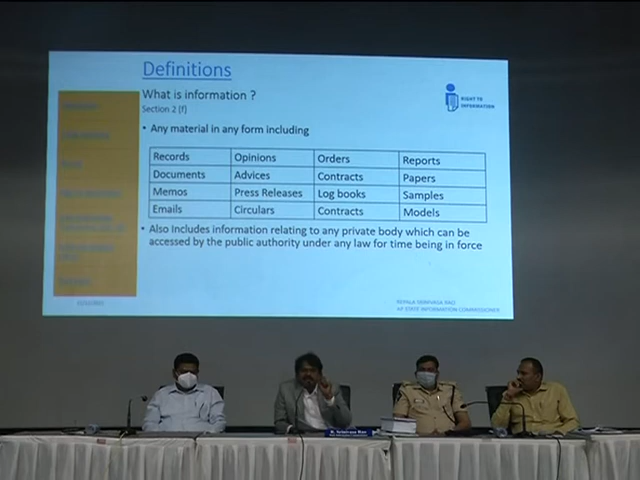 Definitions
What is information ?
Section 2 (f)
RIGHT TO
INFORMATION
• Any material in any form including
Records Opinions Orders Reports
Documents Advices Contracts Papers
Memos Press Releases Log books Samples
Emails Circulars Contracts Models
• Also Includes information relating to any private body which can be
accessed by the public authority under any law for time being in force
REPALA SRINIVASA RAO
AP STATE INFORMATION COMMISSIONER
R. Srinivasa Rao